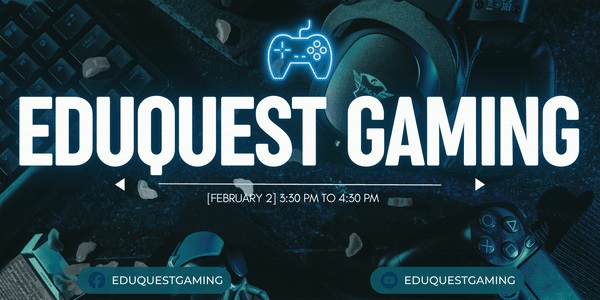 EDUQUEST GAMING
[FEBRUARY 2] 3:30 PM TO 4:30 PM
EDUQUESTGAMING
EDUQUESTGAMING